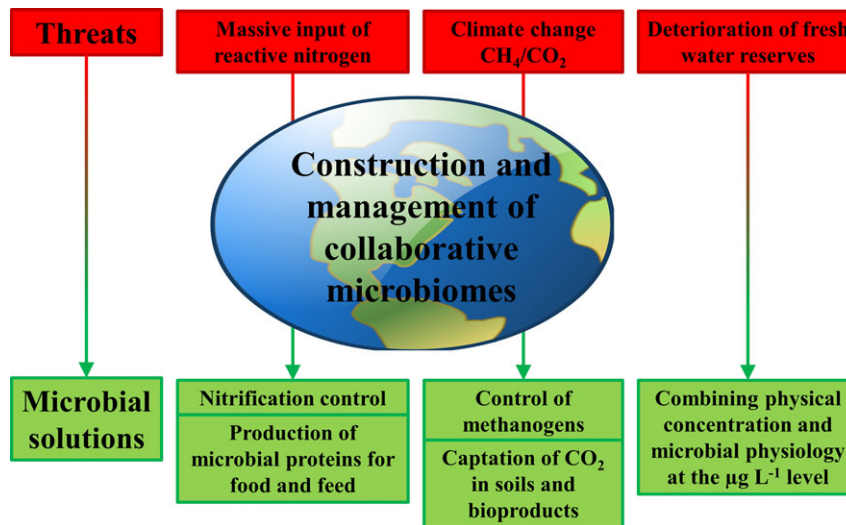 Threats
Massive input of
reactive nitrogen
Climate change
CH₄/CO₂
Deterioration of fresh
water reserves
Construction and
management of
collaborative
microbiomes
Microbial
solutions
Nitrification control
Production of
microbial proteins for
food and feed
Control of
methanogens
Captation of CO₂
in soils and
bioproducts
Combining physical
concentration and
microbial physiology
at the µg L⁻¹ level